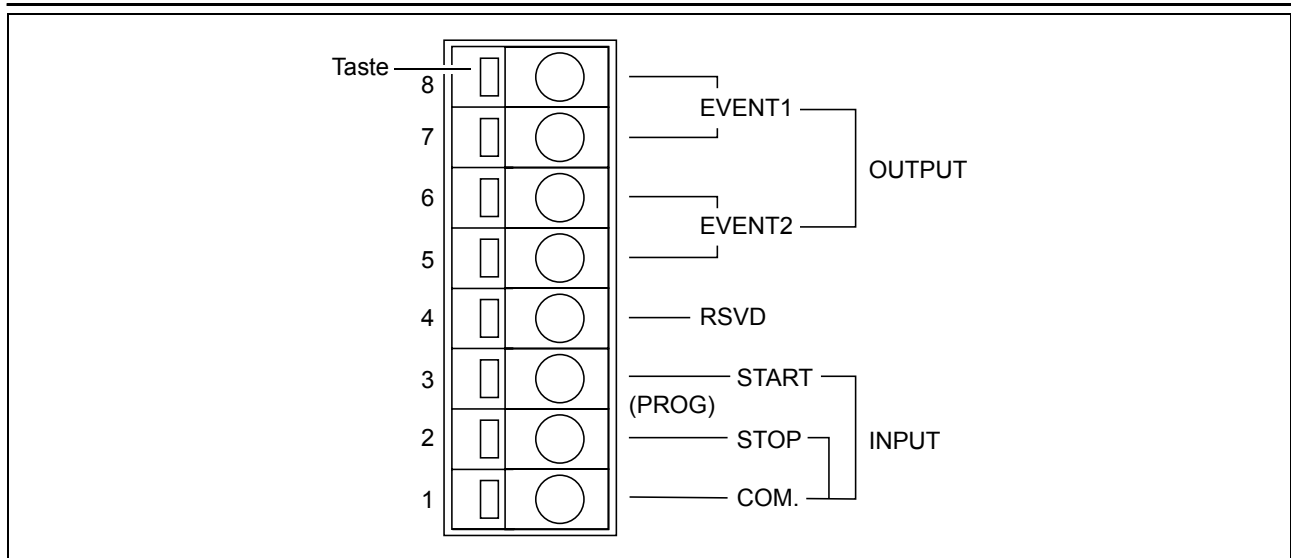 Taste
8
EVENT1
7
OUTPUT
6
EVENT2
5
4 RSVD
3 START
(PROG)
2 STOP INPUT
1 COM.